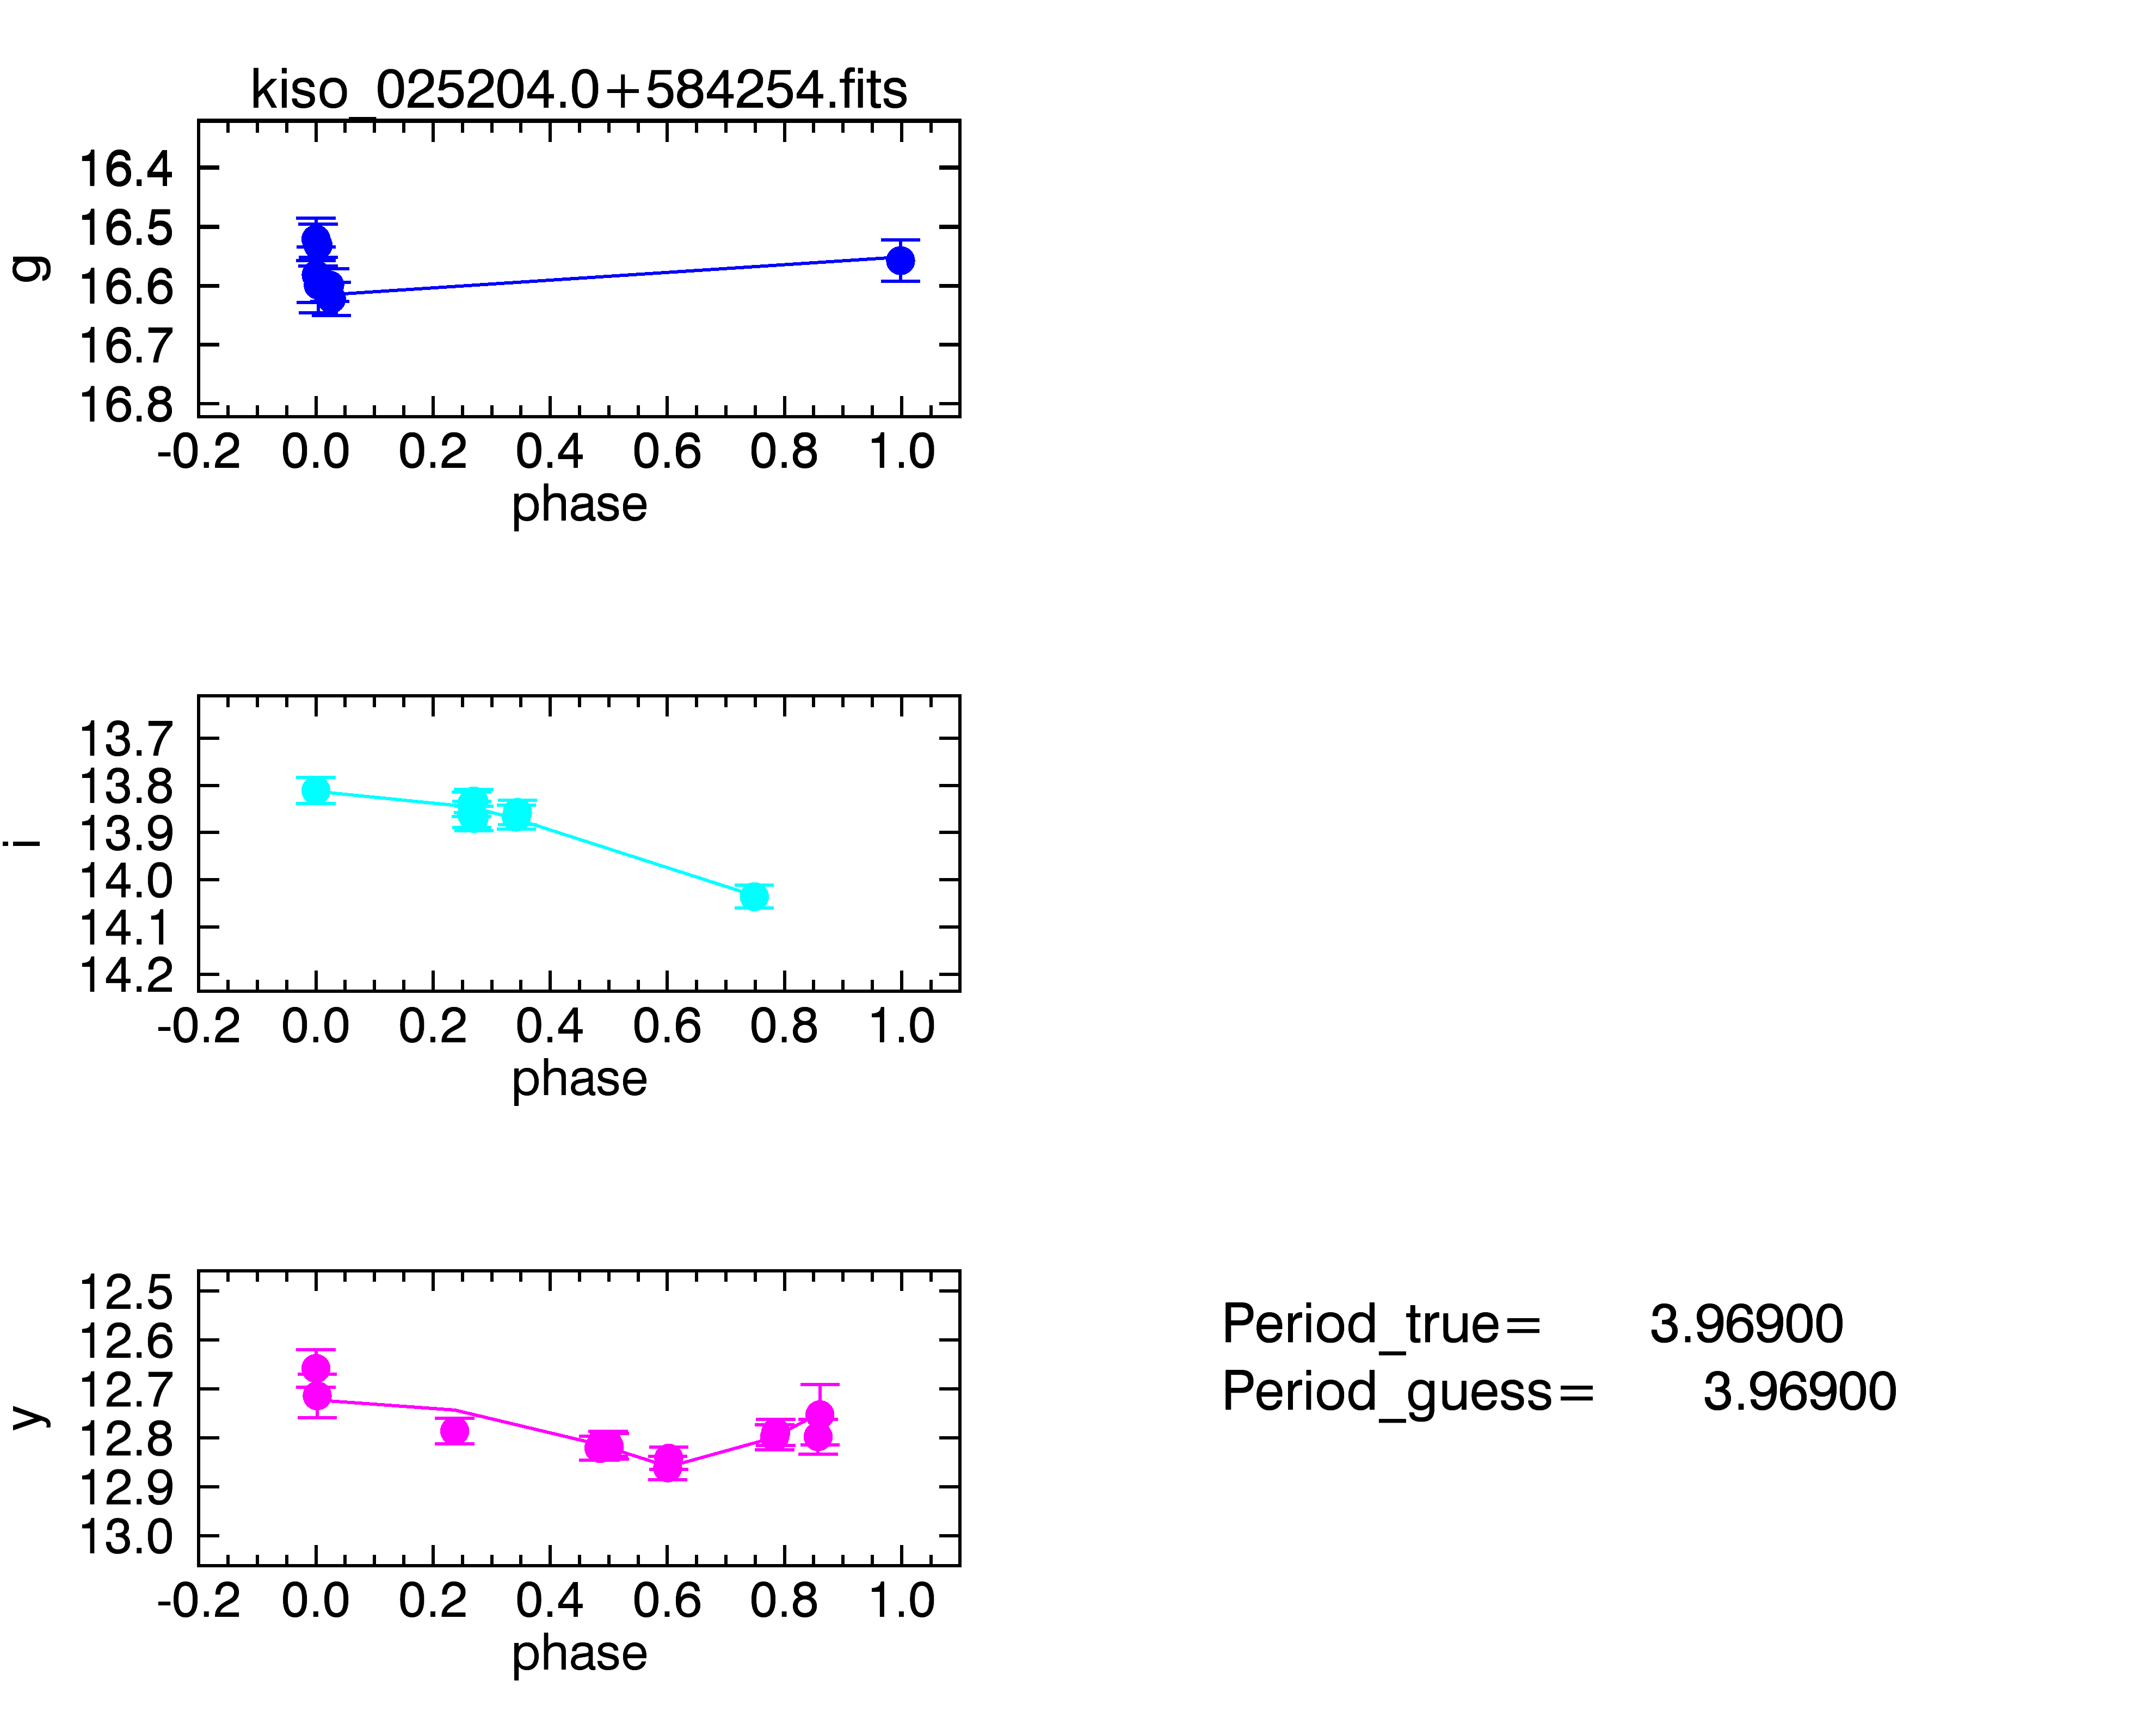 kiso_025204.0+584254.fits
g
16.4
16.5
16.6
16.7
16.8
-0.2 0.0 0.2 0.4 0.6 0.8 1.0
phase
i
13.7
13.8
13.9
14.0
14.1
14.2
-0.2 0.0 0.2 0.4 0.6 0.8 1.0
phase
y
12.5
12.6
12.7
12.8
12.9
13.0
-0.2 0.0 0.2 0.4 0.6 0.8 1.0
phase
Period_true= 3.96900
Period_guess= 3.96900